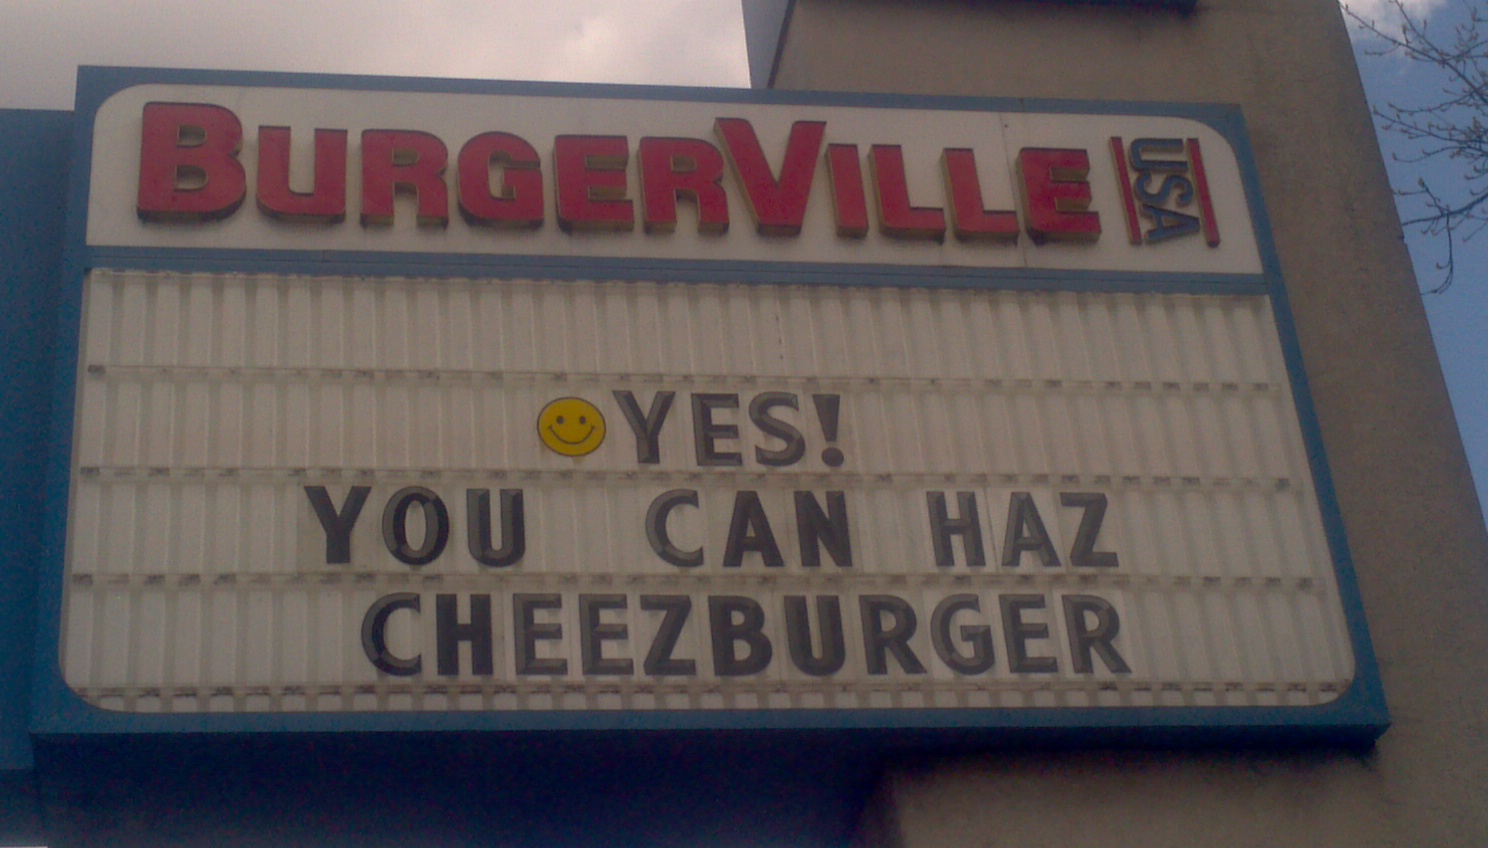 BURGERVILLE USA
YES!
YOU CAN HAZ
CHEEZBURGER